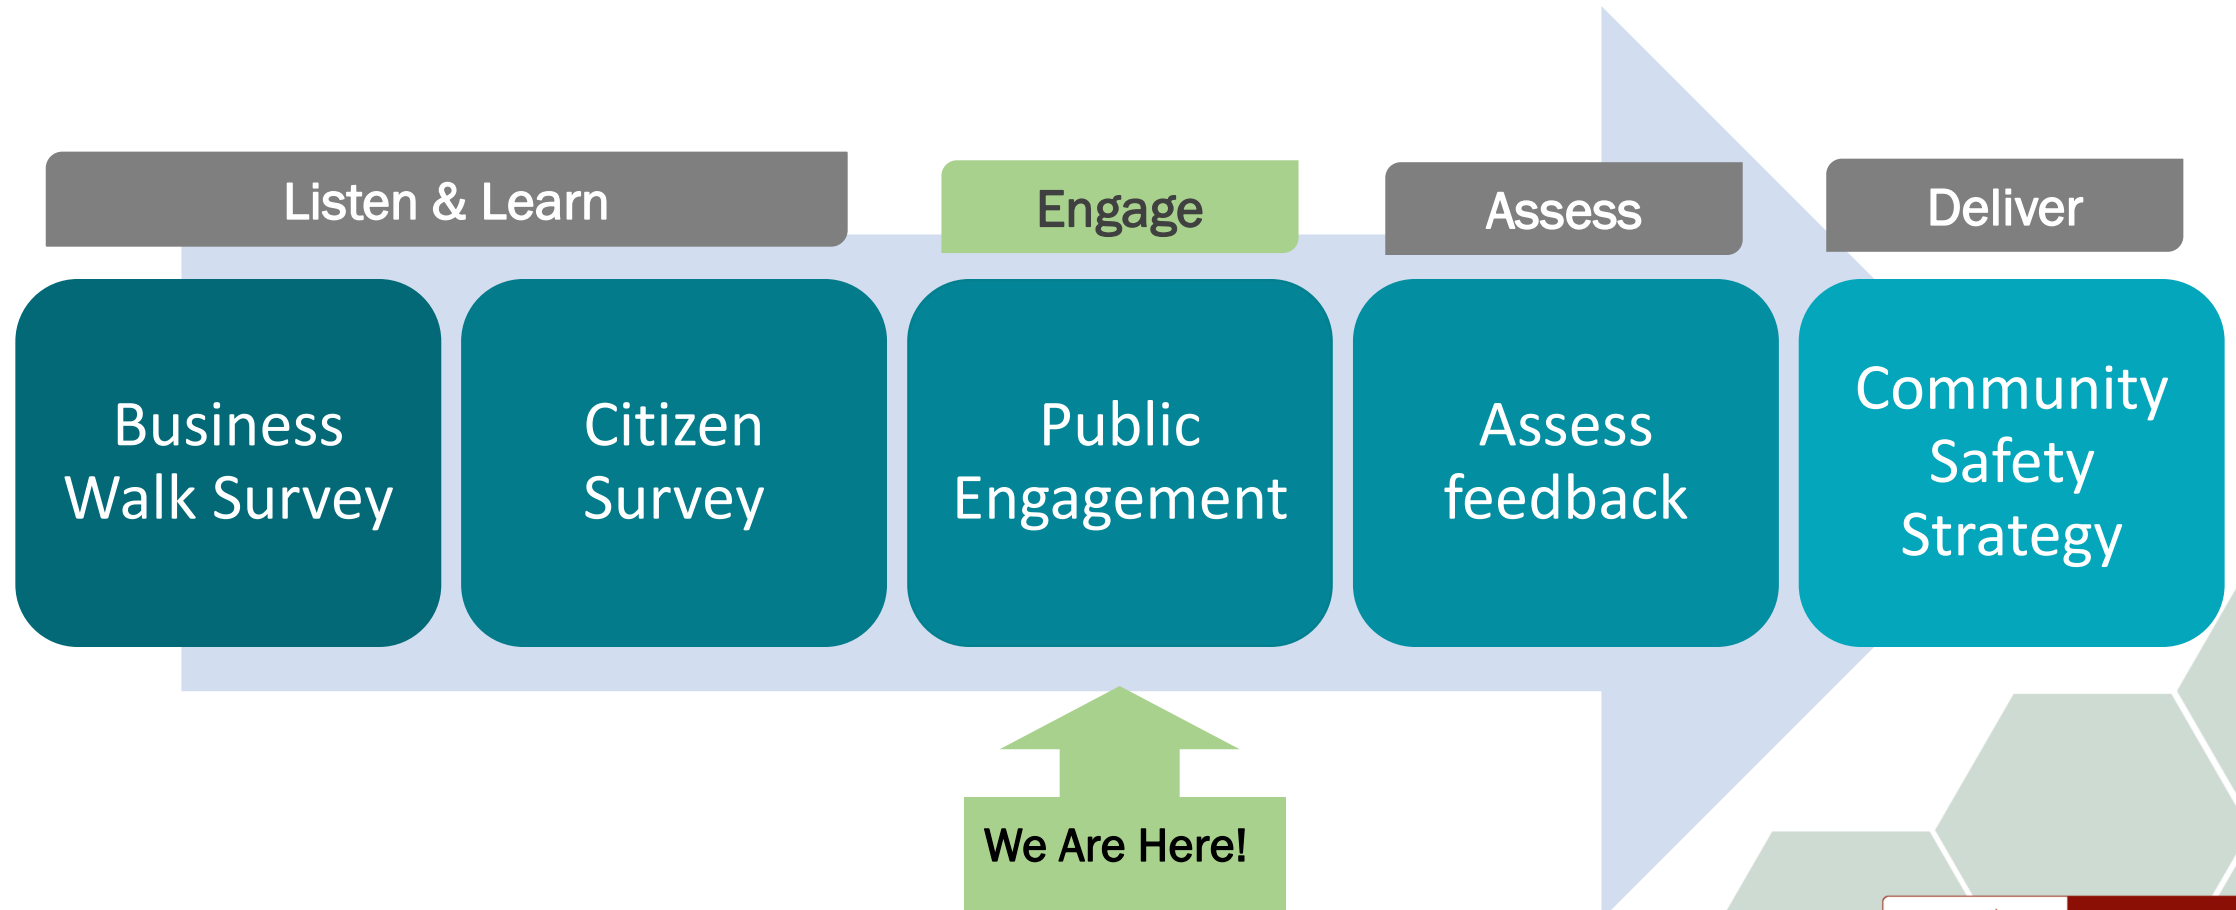 Listen & Learn
Engage
Assess
Deliver
Business
Walk Survey
Citizen
Survey
Public
Engagement
Assess
feedback
Community
Safety
Strategy
We Are Here!